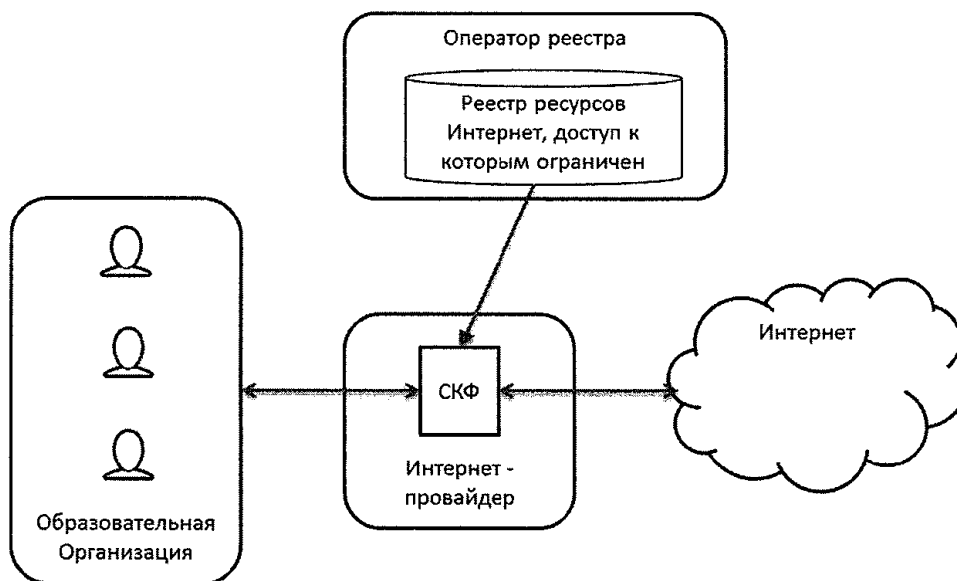 Оператор реестра
Реестр ресурсов
Интернет, доступ к
которым ограничен
Интернет
СКФ
Интернет -
провайдер
Образовательная
Организация